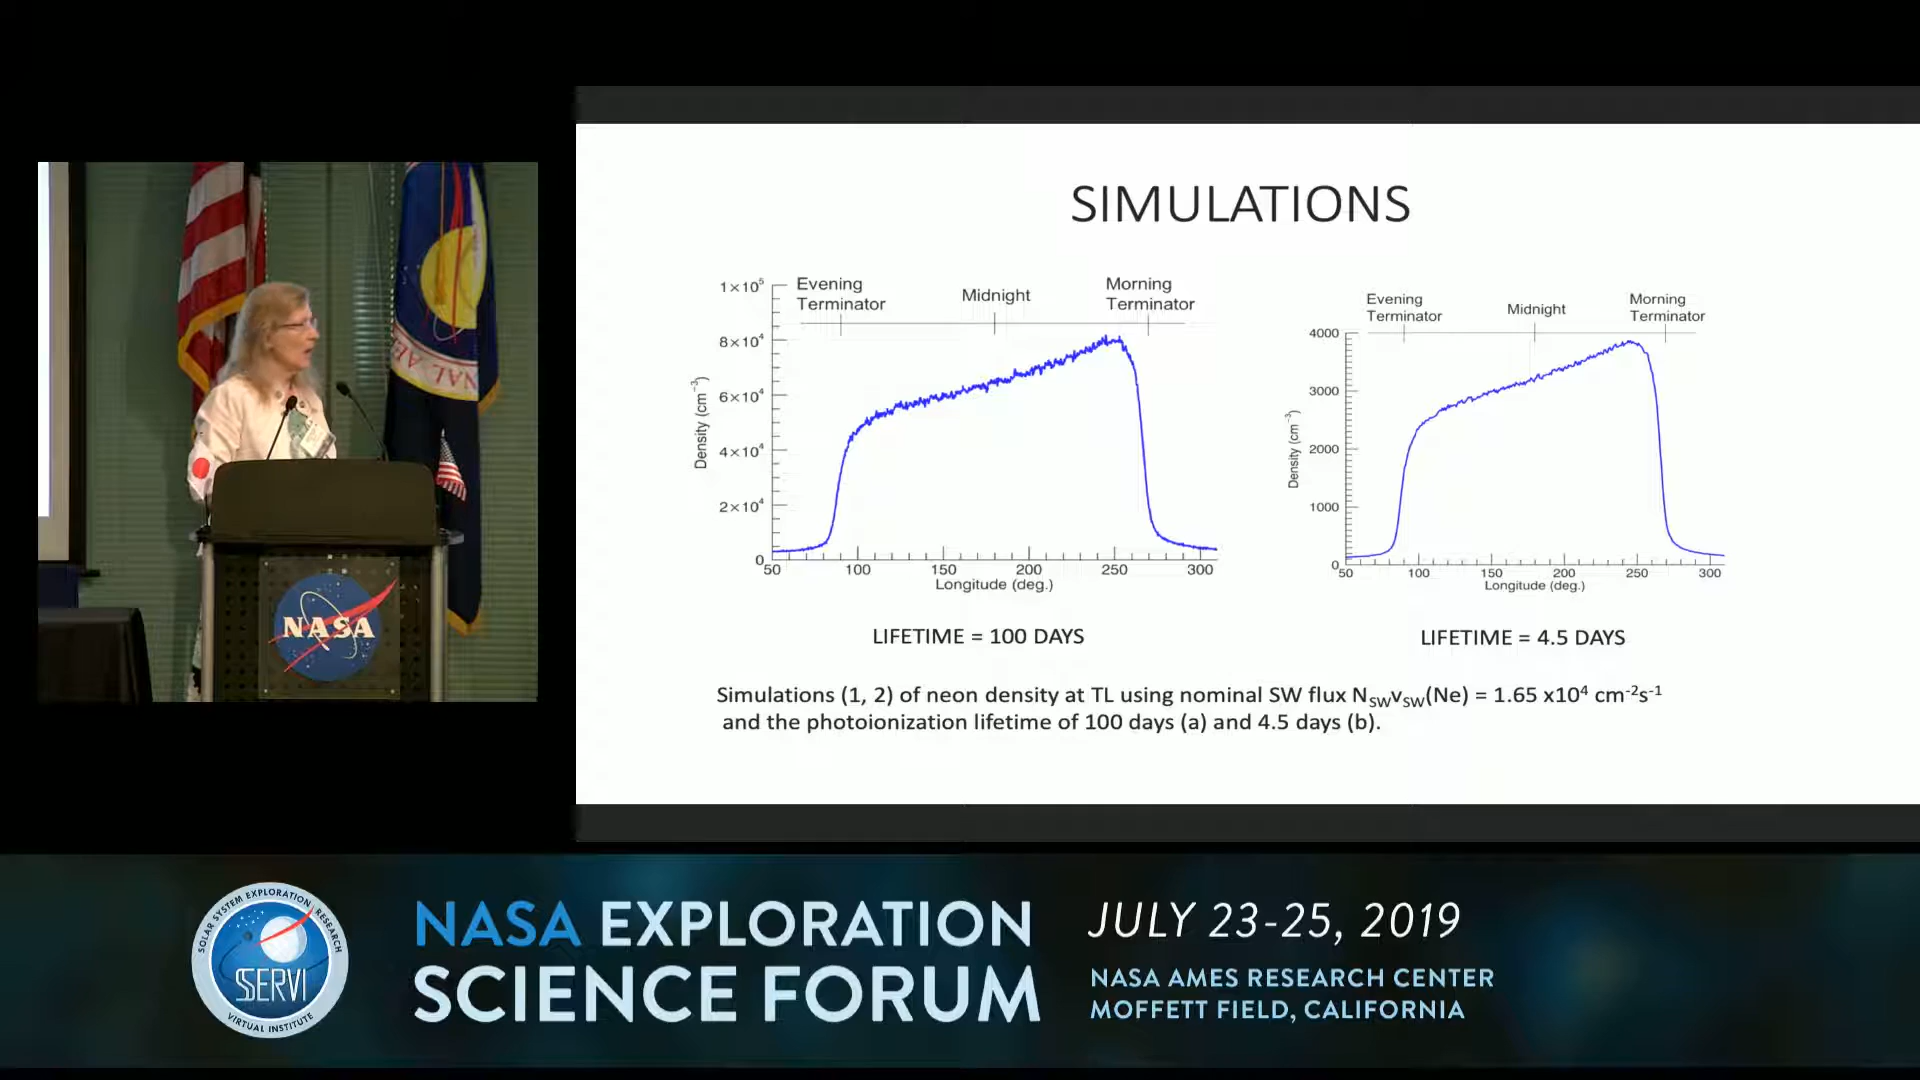 SIMULATIONS
1×10⁵
8×10⁴
6×10⁴
4×10⁴
2×10⁴
0
Density (cm⁻³)
Evening
Terminator
Midnight
Morning
Terminator
50 100 150 200 250 300
Longitude (deg.)
LIFETIME = 100 DAYS
4000
3000
2000
1000
0
Density (cm⁻³)
Evening
Terminator
Midnight
Morning
Terminator
50 100 150 200 250 300
Longitude (deg.)
LIFETIME = 4.5 DAYS
Simulations (1, 2) of neon density at TL using nominal SW flux N_SWv_SW(Ne) = 1.65 x10⁴ cm⁻²s⁻¹
and the photoionization lifetime of 100 days (a) and 4.5 days (b).
NASA
SOLAR SYSTEM EXPLORATION RESEARCH
SSERVI
VIRTUAL INSTITUTE
NASA EXPLORATION
SCIENCE FORUM
JULY 23-25, 2019
NASA AMES RESEARCH CENTER
MOFFETT FIELD, CALIFORNIA